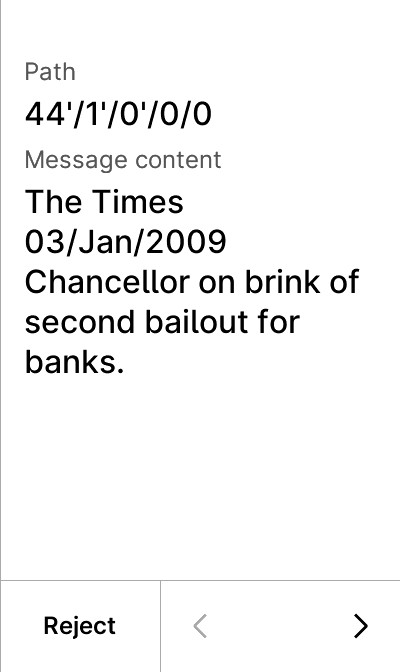 Path
44'/1'/0'/0/0
Message content
The Times
03/Jan/2009
Chancellor on brink of
second bailout for
banks.
Reject